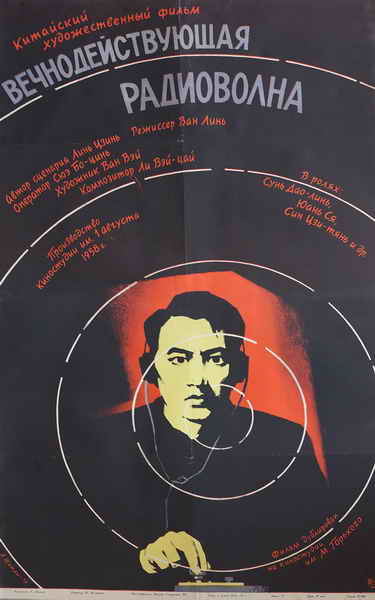 Китайский
художественный фильм
ВЕЧНОДЕЙСТВУЮЩАЯ
РАДИОВОЛНА
Автор сценария Линь Цзинь
Режиссер Ван Линь
Оператор Сюэ Бо-цинь
Художник Ван Вэй
Композитор Ли Вэй-цай
Производство
киностудии им. 1 августа
1958 г.
В ролях
Сунь Дао-линь,
Юань Ся,
Син Цзи-тянь и др.
Фильм дублирован
на киностудии
им. М. Горького